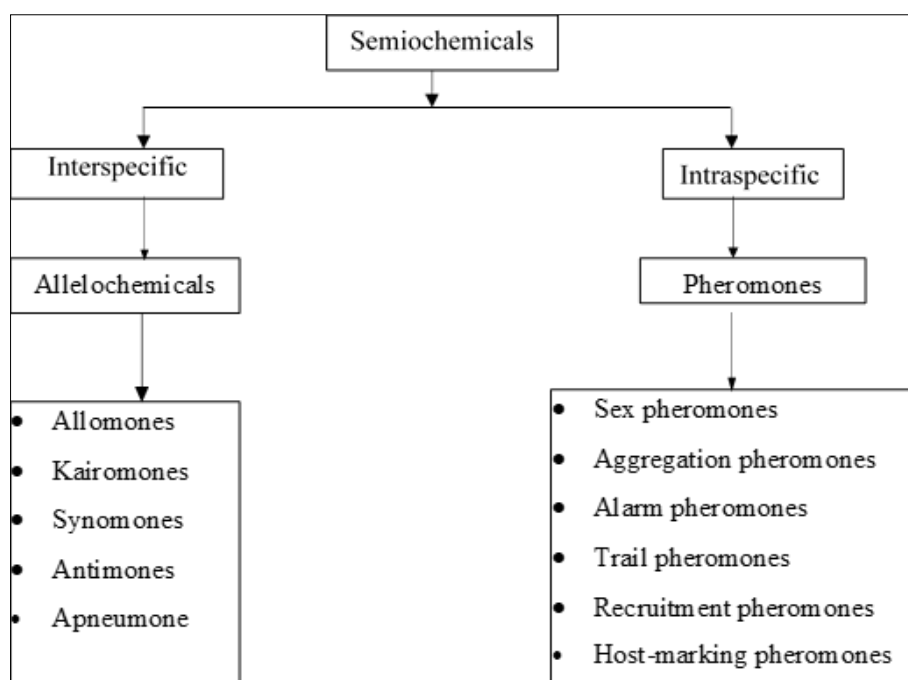 Semiochemicals
Interspecific
Intraspecific
Allelochemicals
Pheromones
• Allomones
• Kairomones
• Synomones
• Antimones
• Apneumone
• Sex pheromones
• Aggregation pheromones
• Alarm pheromones
• Trail pheromones
• Recruitment pheromones
• Host-marking pheromones